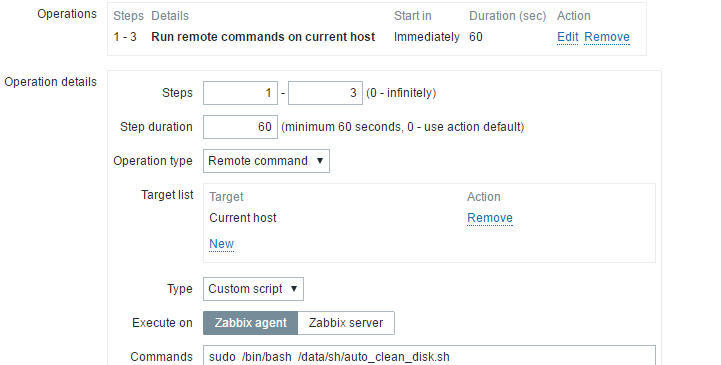 Operations Steps Details Start in Duration (sec) Action
1 - 3 Run remote commands on current host Immediately 60 Edit Remove
Operation details
Steps 1 - 3 (0 - infinitely)
Step duration 60 (minimum 60 seconds, 0 - use action default)
Operation type Remote command
Target list Target Action
Current host Remove
New
Type Custom script
Execute on Zabbix agent Zabbix server
Commands sudo /bin/bash /data/sh/auto_clean_disk.sh